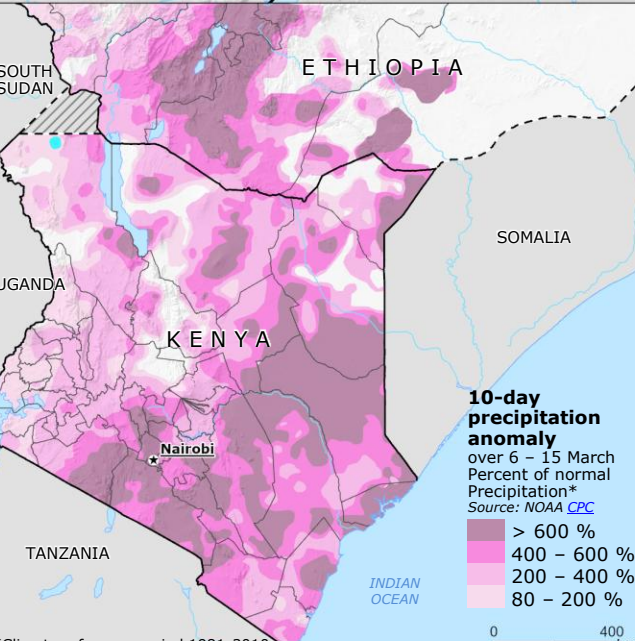 ETHIOPIA
SOUTH
SUDAN
SOMALIA
UGANDA
KENYA
Nairobi
10-day
precipitation
anomaly
over 6 – 15 March
Percent of normal
Precipitation*
Source: NOAA CPC
> 600 %
400 – 600 %
200 – 400 %
80 – 200 %
TANZANIA
INDIAN
OCEAN
0 400